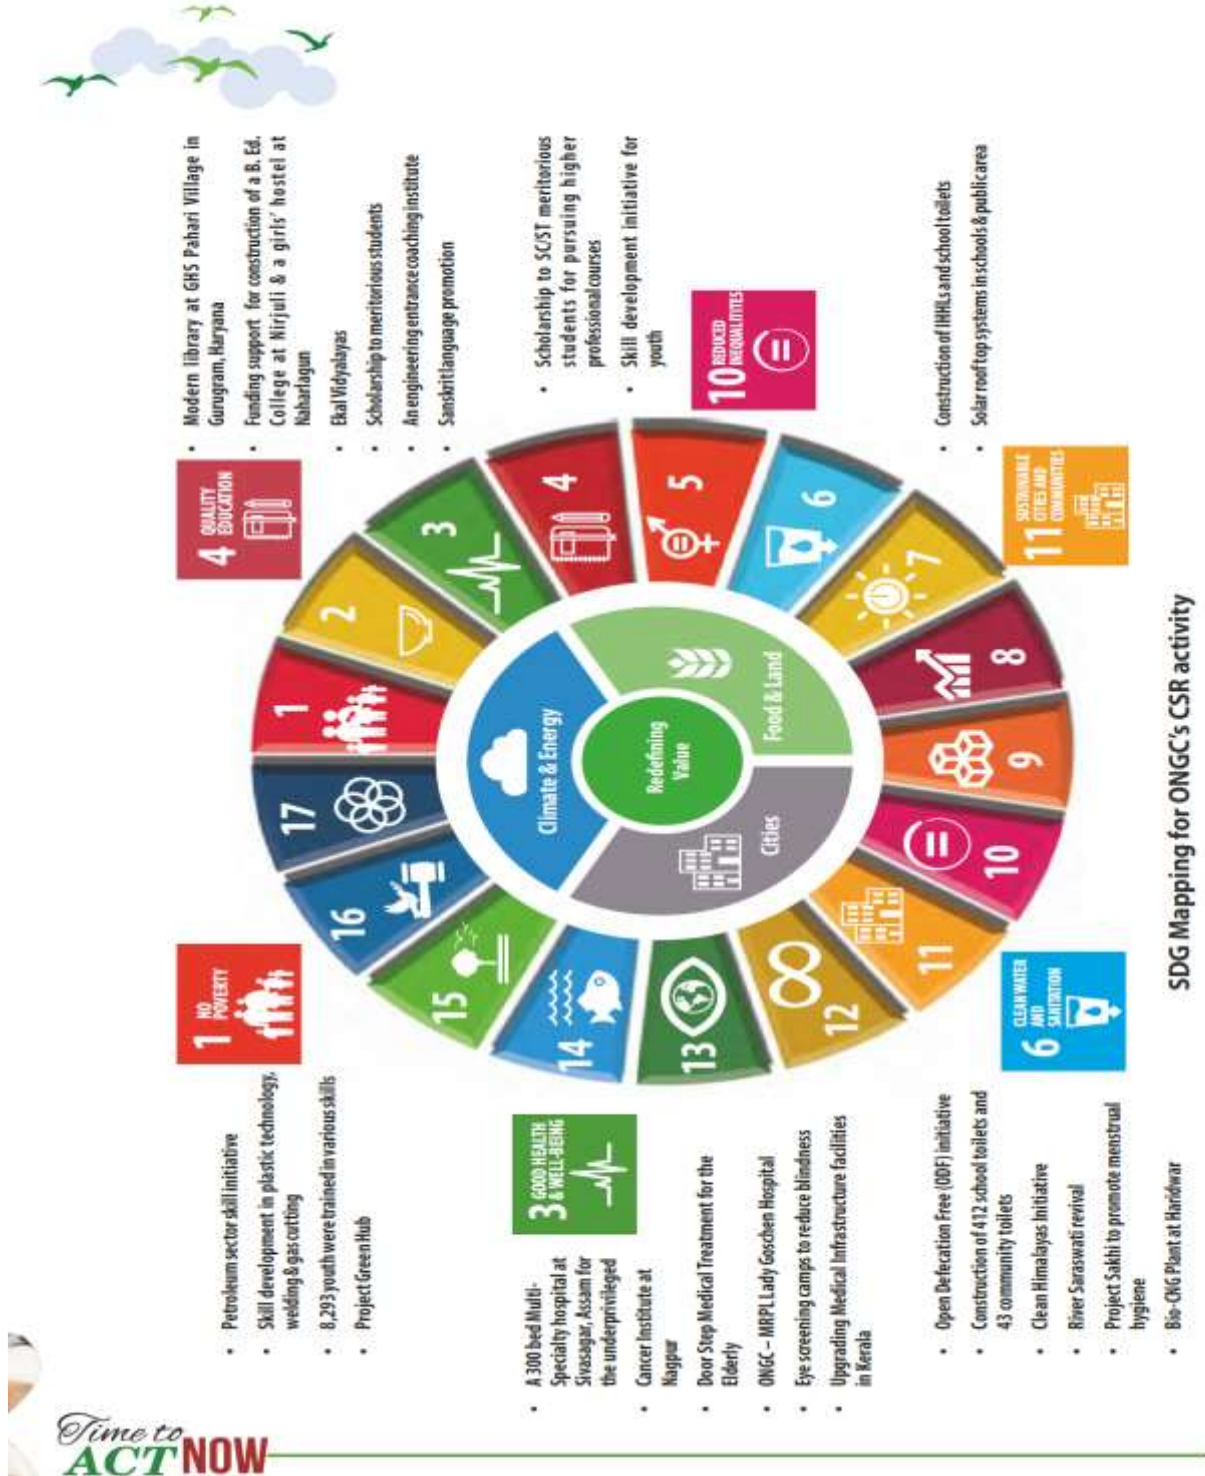 Time to
ACT NOW
1 NO
POVERTY
• Petroleum sector skill initiative
• Skill development in plastic technology,
welding & gas cutting
• 8,293 youth were trained in various skills
• Project Green Hub
4 QUALITY
EDUCATION
• Modern library at GHS Pahari Village in
Gurugram, Haryana
• Funding support for construction of a B. Ed.
College at Nirjuli & a girls' hostel at
Naharlagun
• Ekal Vidyalayas
• Scholarship to meritorious students
• An engineering entrance coaching institute
• Sanskrit language promotion
3 GOOD HEALTH
& WELL-BEING
• A 300 bed Multi-
Specialty hospital at
Sivasagar, Assam for
the underprivileged
• Cancer Institute at
Nagpur
• Door Step Medical Treatment for the
Elderly
• ONGC – MRPL Lady Goschen Hospital
• Eye screening camps to reduce blindness
• Upgrading Medical Infrastructure facilities
in Kerala
1
2
3
4
5
6
7
8
9
10
11
12
13
14
15
16
17
Climate & Energy
Food & Land
Cities
Redefining
Value
• Scholarship to SC/ST meritorious
students for pursuing higher
professional courses
• Skill development initiative for
youth
10 REDUCED
INEQUALITITES
6 CLEAN WATER
AND
SANITATION
• Open Defecation Free (ODF) initiative
• Construction of 412 school toilets and
43 community toilets
• Clean Himalayas Initiative
• River Saraswati revival
• Project Sakhi to promote menstrual
hygiene
• Bio-CNG Plant at Haridwar
11 SUSTAINABLE
CITIES AND
COMMUNITIES
• Construction of IHHLs and school toilets
• Solar rooftop systems in schools & public area
SDG Mapping for ONGC's CSR activity